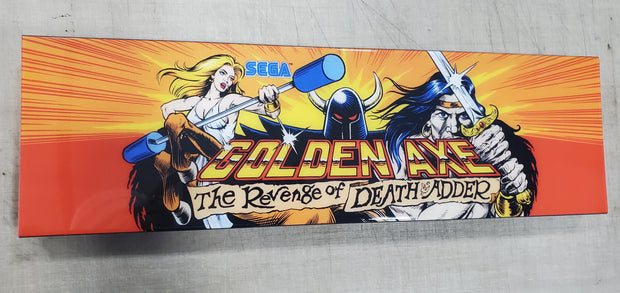 SEGA
GOLDEN AXE
The Revenge of DEATH ADDER